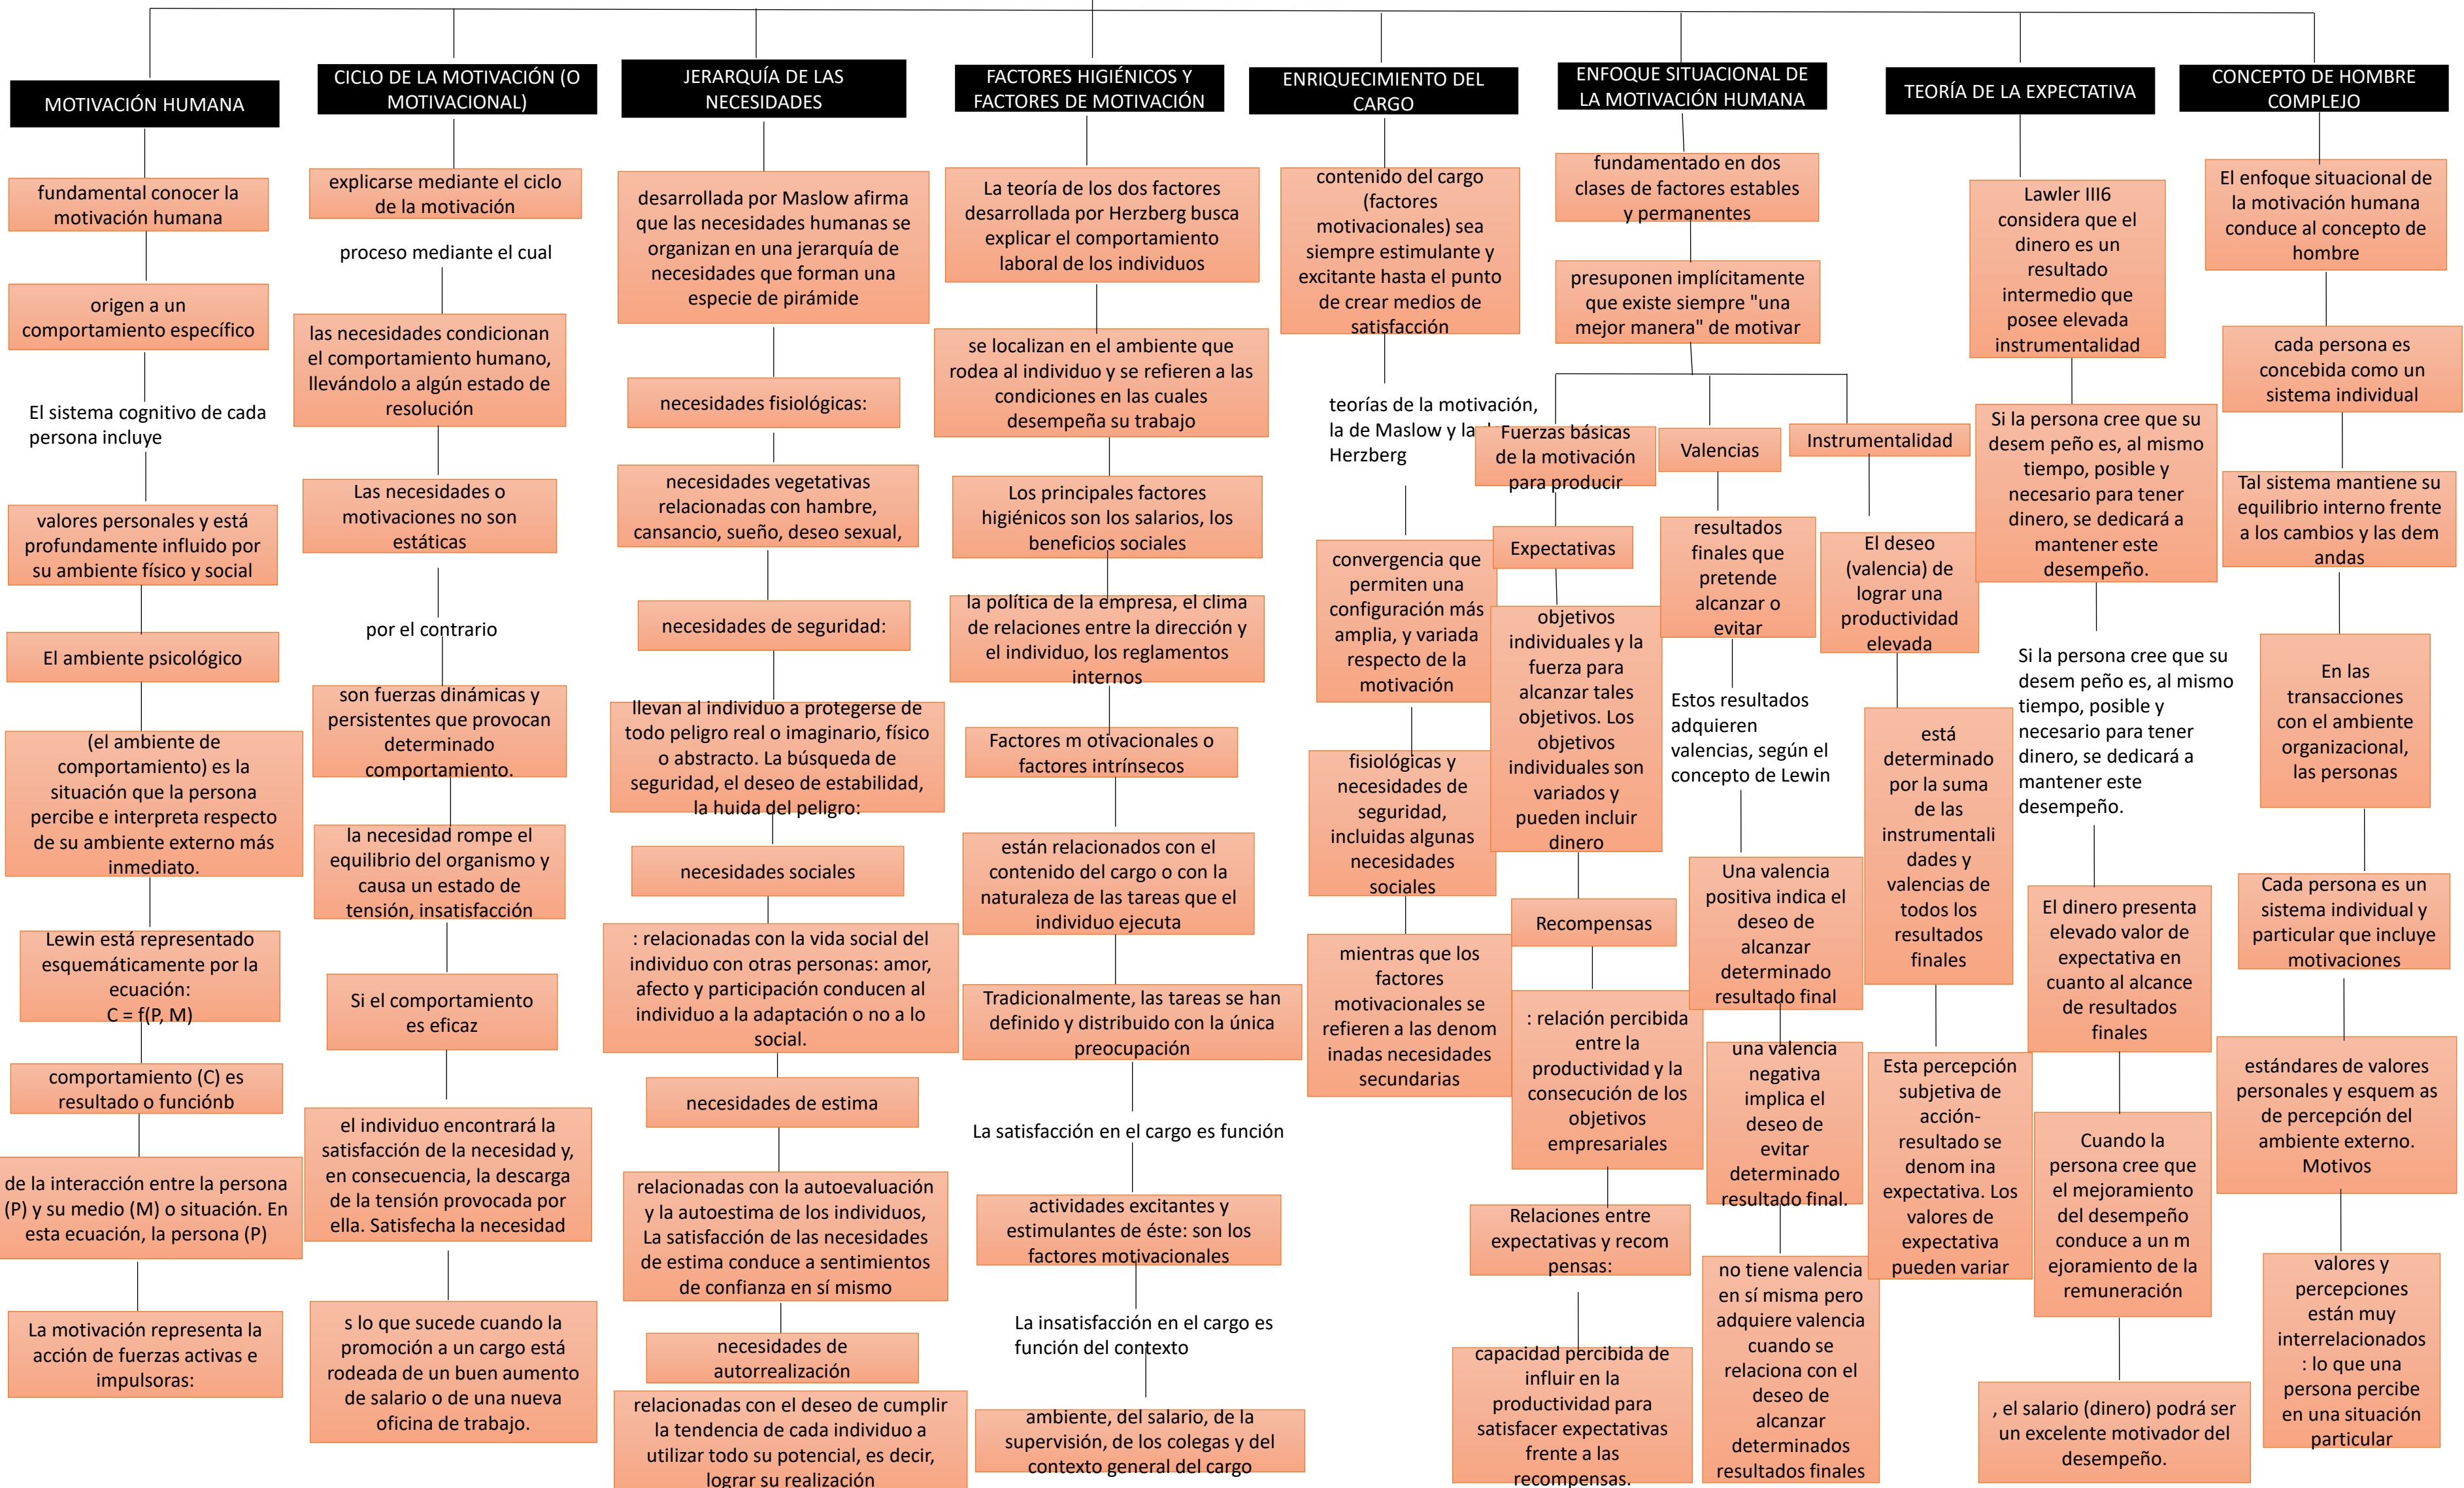 MOTIVACIÓN HUMANA
fundamental conocer la
motivación humana
origen a un
comportamiento específico
El sistema cognitivo de cada
persona incluye
valores personales y está
profundamente influido por
su ambiente físico y social
El ambiente psicológico
(el ambiente de
comportamiento) es la
situación que la persona
percibe e interpreta respecto
de su ambiente externo más
inmediato.
Lewin está representado
esquemáticamente por la
ecuación:
C = f(P, M)
comportamiento (C) es
resultado o funciónb
de la interacción entre la persona
(P) y su medio (M) o situación. En
esta ecuación, la persona (P)
La motivación representa la
acción de fuerzas activas e
impulsoras:
CICLO DE LA MOTIVACIÓN (O
MOTIVACIONAL)
explicarse mediante el ciclo
de la motivación
proceso mediante el cual
las necesidades condicionan
el comportamiento humano,
llevándolo a algún estado de
resolución
Las necesidades o
motivaciones no son
estáticas
por el contrario
son fuerzas dinámicas y
persistentes que provocan
determinado
comportamiento.
la necesidad rompe el
equilibrio del organismo y
causa un estado de
tensión, insatisfacción
Si el comportamiento
es eficaz
el individuo encontrará la
satisfacción de la necesidad y,
en consecuencia, la descarga
de la tensión provocada por
ella. Satisfecha la necesidad
s lo que sucede cuando la
promoción a un cargo está
rodeada de un buen aumento
de salario o de una nueva
oficina de trabajo.
JERARQUÍA DE LAS
NECESIDADES
desarrollada por Maslow afirma
que las necesidades humanas se
organizan en una jerarquía de
necesidades que forman una
especie de pirámide
necesidades fisiológicas:
necesidades vegetativas
relacionadas con hambre,
cansancio, sueño, deseo sexual,
necesidades de seguridad:
llevan al individuo a protegerse de
todo peligro real o imaginario, físico
o abstracto. La búsqueda de
seguridad, el deseo de estabilidad,
la huida del peligro:
necesidades sociales
: relacionadas con la vida social del
individuo con otras personas: amor,
afecto y participación conducen al
individuo a la adaptación o no a lo
social.
necesidades de estima
relacionadas con la autoevaluación
y la autoestima de los individuos,
La satisfacción de las necesidades
de estima conduce a sentimientos
de confianza en sí mismo
necesidades de
autorrealización
relacionadas con el deseo de cumplir
la tendencia de cada individuo a
utilizar todo su potencial, es decir,
lograr su realización
FACTORES HIGIÉNICOS Y
FACTORES DE MOTIVACIÓN
La teoría de los dos factores
desarrollada por Herzberg busca
explicar el comportamiento
laboral de los individuos
se localizan en el ambiente que
rodea al individuo y se refieren a las
condiciones en las cuales
desempeña su trabajo
Los principales factores
higiénicos son los salarios, los
beneficios sociales
la política de la empresa, el clima
de relaciones entre la dirección y
el individuo, los reglamentos
internos
Factores m otivacionales o
factores intrínsecos
están relacionados con el
contenido del cargo o con la
naturaleza de las tareas que el
individuo ejecuta
Tradicionalmente, las tareas se han
definido y distribuido con la única
preocupación
La satisfacción en el cargo es función
actividades excitantes y
estimulantes de éste: son los
factores motivacionales
La insatisfacción en el cargo es
función del contexto
ambiente, del salario, de la
supervisión, de los colegas y del
contexto general del cargo
ENRIQUECIMIENTO DEL
CARGO
contenido del cargo
(factores
motivacionales) sea
siempre estimulante y
excitante hasta el punto
de crear medios de
satisfacción
teorías de la motivación,
la de Maslow y la
Herzberg
convergencia que
permiten una
configuración más
amplia, y variada
respecto de la
motivación
fisiológicas y
necesidades de
seguridad,
incluidas algunas
necesidades
sociales
mientras que los
factores
motivacionales se
refieren a las denom
inadas necesidades
secundarias
ENFOQUE SITUACIONAL DE
LA MOTIVACIÓN HUMANA
fundamentado en dos
clases de factores estables
y permanentes
presuponen implícitamente
que existe siempre "una
mejor manera" de motivar
Fuerzas básicas
de la motivación
para producir
Expectativas
objetivos
individuales y la
fuerza para
alcanzar tales
objetivos. Los
objetivos
individuales son
variados y
pueden incluir
dinero
Recompensas
: relación percibida
entre la
productividad y la
consecución de los
objetivos
empresariales
Relaciones entre
expectativas y recom
pensas:
capacidad percibida de
influir en la
productividad para
satisfacer expectativas
frente a las
recompensas.
Valencias
resultados
finales que
pretende
alcanzar o
evitar
Estos resultados
adquieren
valencias, según el
concepto de Lewin
Una valencia
positiva indica el
deseo de
alcanzar
determinado
resultado final
una valencia
negativa
implica el
deseo de
evitar
determinado
resultado final.
no tiene valencia
en sí misma pero
adquiere valencia
cuando se
relaciona con el
deseo de
alcanzar
determinados
resultados finales
Instrumentalidad
El deseo
(valencia) de
lograr una
productividad
elevada
está
determinado
por la suma
de las
instrumentali
dades y
valencias de
todos los
resultados
finales
Esta percepción
subjetiva de
acción-
resultado se
denom ina
expectativa. Los
valores de
expectativa
pueden variar
TEORÍA DE LA EXPECTATIVA
Lawler III6
considera que el
dinero es un
resultado
intermedio que
posee elevada
instrumentalidad
Si la persona cree que su
desem peño es, al mismo
tiempo, posible y
necesario para tener
dinero, se dedicará a
mantener este
desempeño.
Si la persona cree que su
desem peño es, al mismo
tiempo, posible y
necesario para tener
dinero, se dedicará a
mantener este
desempeño.
El dinero presenta
elevado valor de
expectativa en
cuanto al alcance
de resultados
finales
Cuando la
persona cree que
el mejoramiento
del desempeño
conduce a un m
ejoramiento de la
remuneración
, el salario (dinero) podrá ser
un excelente motivador del
desempeño.
CONCEPTO DE HOMBRE
COMPLEJO
El enfoque situacional de
la motivación humana
conduce al concepto de
hombre
cada persona es
concebida como un
sistema individual
Tal sistema mantiene su
equilibrio interno frente
a los cambios y las dem
andas
En las
transacciones
con el ambiente
organizacional,
las personas
Cada persona es un
sistema individual y
particular que incluye
motivaciones
estándares de valores
personales y esquem as
de percepción del
ambiente externo.
Motivos
valores y
percepciones
están muy
interrelacionados
: lo que una
persona percibe
en una situación
particular